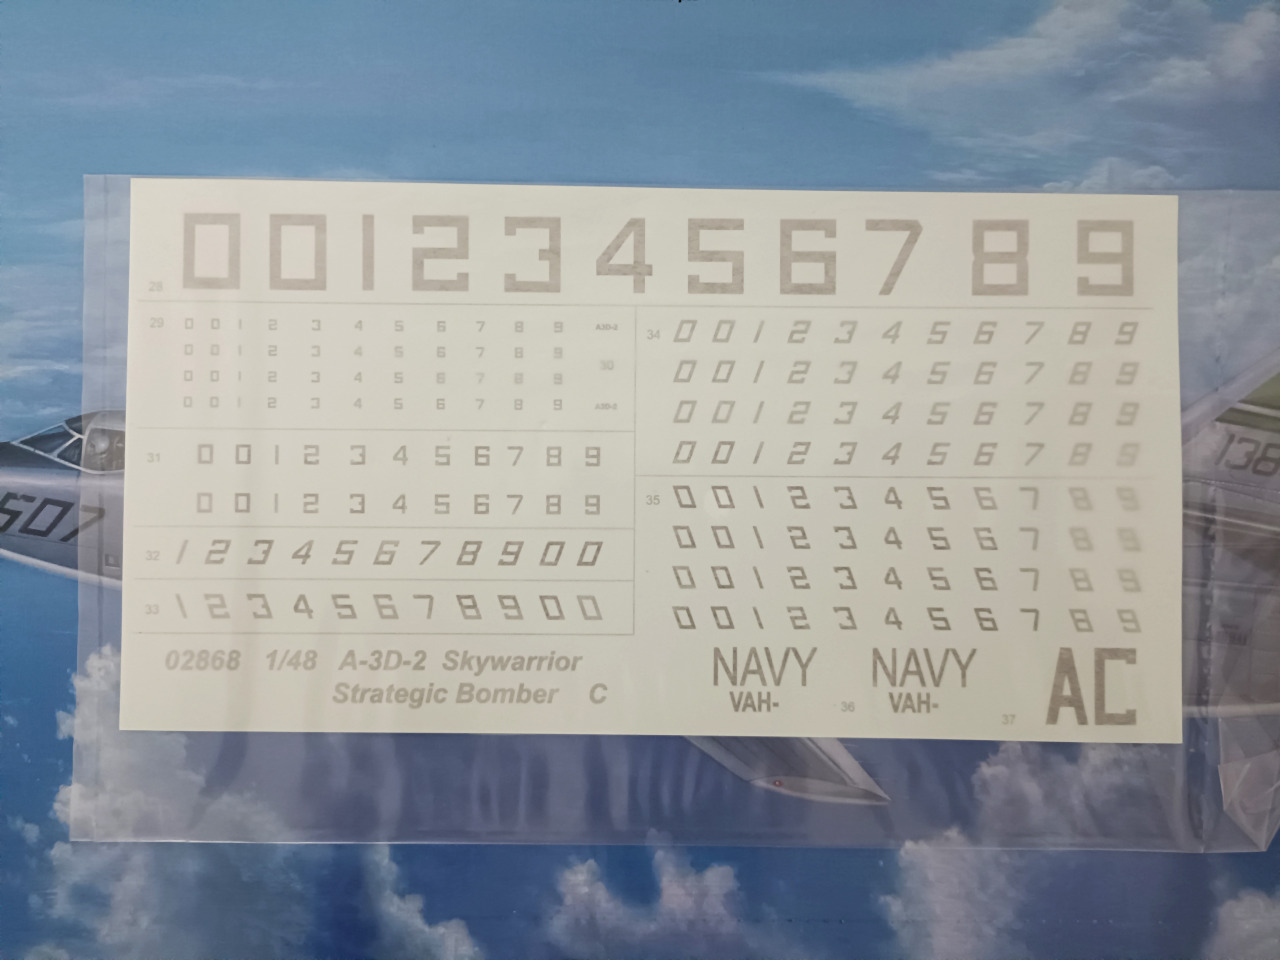 28 0 0 1 2 3 4 5 6 7 8 9
29 0 0 1 2 3 4 5 6 7 8 9 A3D-2
0 0 1 2 3 4 5 6 7 8 9
30
0 0 1 2 3 4 5 6 7 8 9
0 0 1 2 3 4 5 6 7 8 9 A3D-2
31 0 0 1 2 3 4 5 6 7 8 9
0 0 1 2 3 4 5 6 7 8 9
32 1 2 3 4 5 6 7 8 9 0 0
33 1 2 3 4 5 6 7 8 9 0 0
34 0 0 1 2 3 4 5 6 7 8 9
0 0 1 2 3 4 5 6 7 8 9
0 0 1 2 3 4 5 6 7 8 9
0 0 1 2 3 4 5 6 7 8 9
35 0 0 1 2 3 4 5 6 7 8 9
0 0 1 2 3 4 5 6 7 8 9
0 0 1 2 3 4 5 6 7 8 9
0 0 1 2 3 4 5 6 7 8 9
02868 1/48 A-3D-2 Skywarrior
Strategic Bomber C
NAVY
VAH-
36
NAVY
VAH-
37
AC
607
138